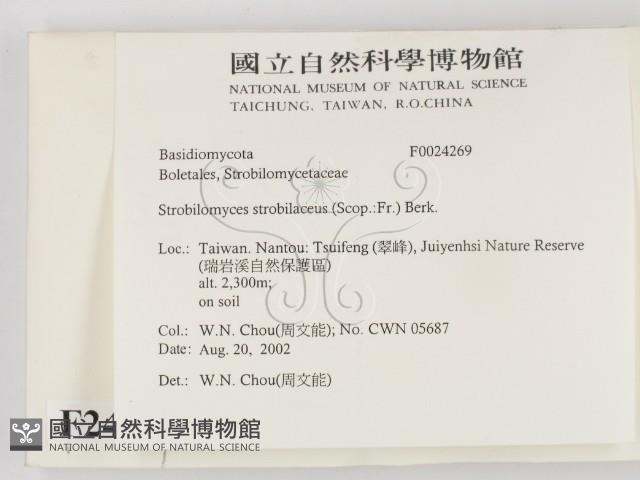 國立自然科學博物館
NATIONAL MUSEUM OF NATURAL SCIENCE
TAICHUNG, TAIWAN, R.O.CHINA
Basidiomycota F0024269
Boletales, Strobilomycetaceae
Strobilomyces strobilaceus (Scop.:Fr.) Berk.
Loc.: Taiwan. Nantou: Tsuifeng (翠峰), Juiyenhsi Nature Reserve
(瑞岩溪自然保護區)
alt. 2,300m;
on soil
Col.: W.N. Chou(周文能); No. CWN 05687
Date: Aug. 20, 2002
Det.: W.N. Chou(周文能)
F24
國立自然科學博物館
NATIONAL MUSEUM OF NATURAL SCIENCE